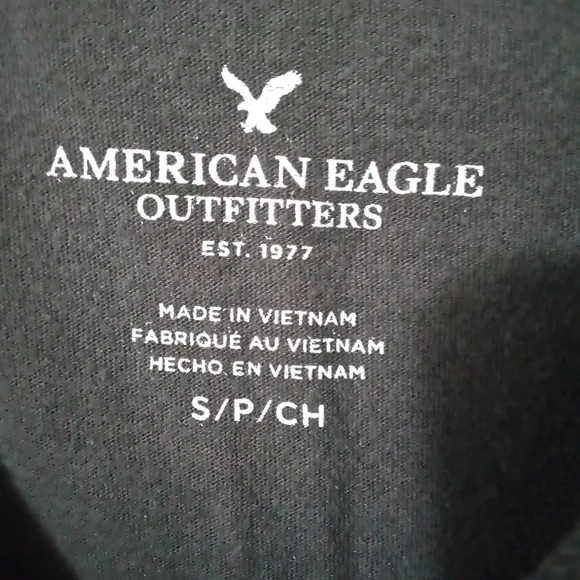 AMERICAN EAGLE
OUTFITTERS
EST. 1977
MADE IN VIETNAM
FABRIQUÉ AU VIETNAM
HECHO EN VIETNAM
S/P/CH